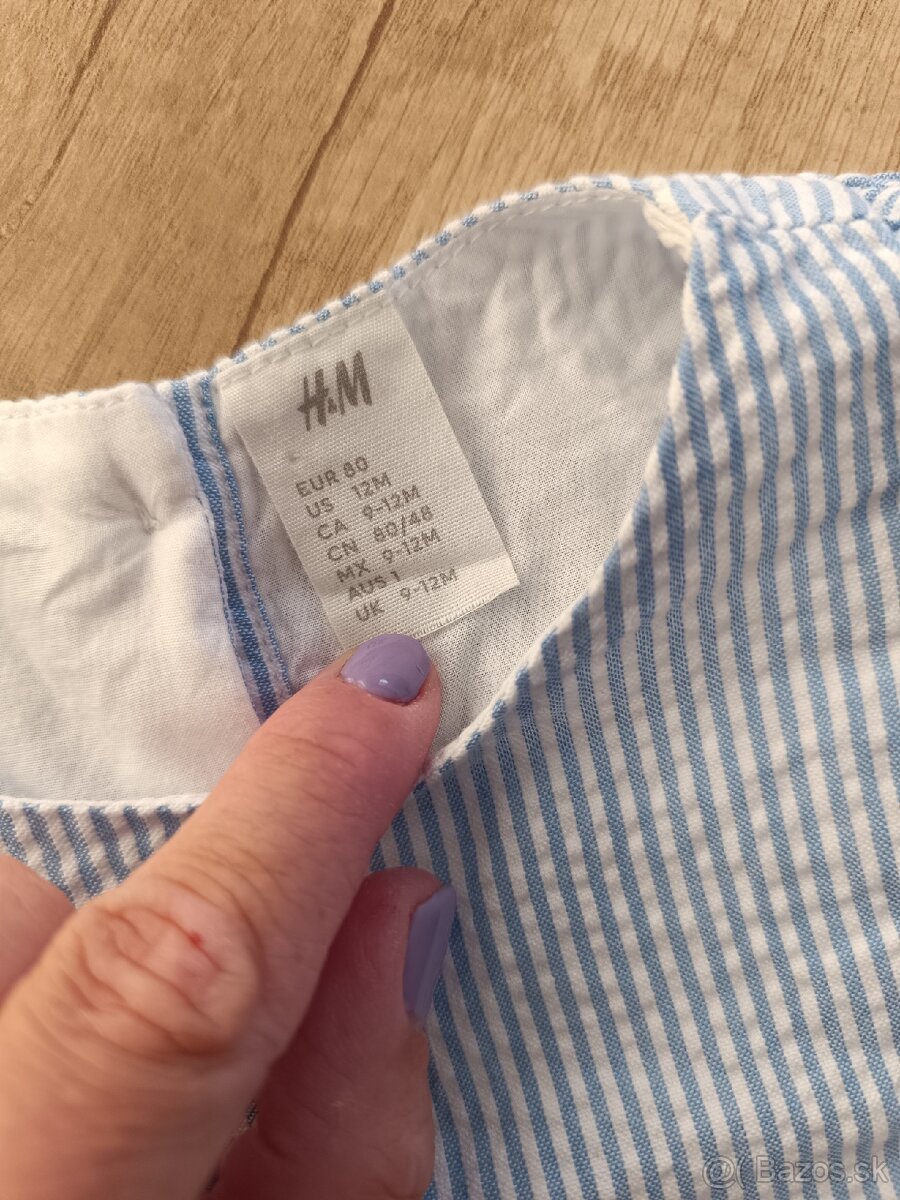 H&M
EUR 80
US 12M
CA 9-12M
CN 80/48
MX 9-12M
AUS 1
UK 9-12M
@ Bazos.sk